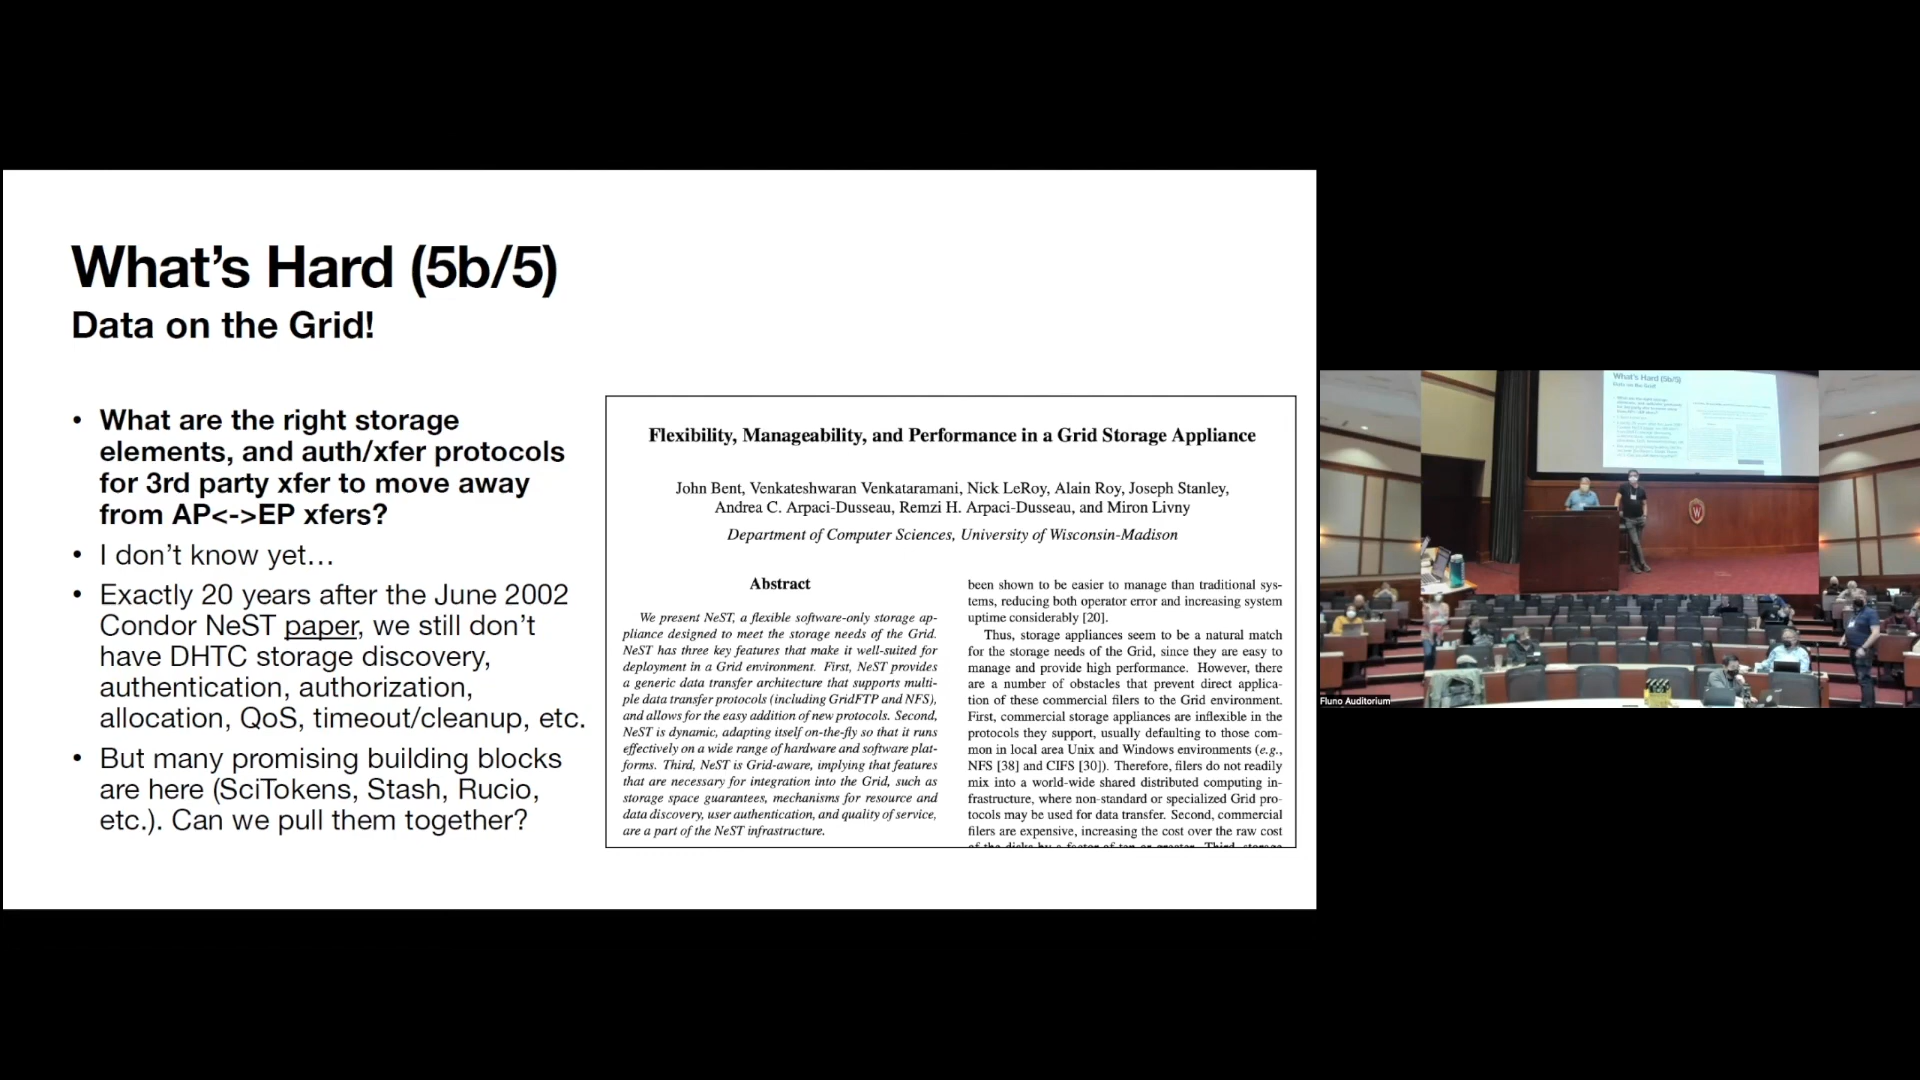 What's Hard (5b/5)
Data on the Grid!
• What are the right storage
elements, and auth/xfer protocols
for 3rd party xfer to move away
from AP<->EP xfers?
• I don't know yet…
• Exactly 20 years after the June 2002
Condor NeST paper, we still don't
have DHTC storage discovery,
authentication, authorization,
allocation, QoS, timeout/cleanup, etc.
• But many promising building blocks
are here (SciTokens, Stash, Rucio,
etc.). Can we pull them together?
Flexibility, Manageability, and Performance in a Grid Storage Appliance
John Bent, Venkateshwaran Venkataramani, Nick LeRoy, Alain Roy, Joseph Stanley,
Andrea C. Arpaci-Dusseau, Remzi H. Arpaci-Dusseau, and Miron Livny
Department of Computer Sciences, University of Wisconsin-Madison
Abstract
We present NeST, a flexible software-only storage ap-
pliance designed to meet the storage needs of the Grid.
NeST has three key features that make it well-suited for
deployment in a Grid environment. First, NeST provides
a generic data transfer architecture that supports multi-
ple data transfer protocols (including GridFTP and NFS),
and allows for the easy addition of new protocols. Second,
NeST is dynamic, adapting itself on-the-fly so that it runs
effectively on a wide range of hardware and software plat-
forms. Third, NeST is Grid-aware, implying that features
that are necessary for integration into the Grid, such as
storage space guarantees, mechanisms for resource and
data discovery, user authentication, and quality of service,
are a part of the NeST infrastructure.
been shown to be easier to manage than traditional sys-
tems, reducing both operator error and increasing system
uptime considerably [20].
Thus, storage appliances seem to be a natural match
for the storage needs of the Grid, since they are easy to
manage and provide high performance. However, there
are a number of obstacles that prevent direct applica-
tion of these commercial filers to the Grid environment.
First, commercial storage appliances are inflexible in the
protocols they support, usually defaulting to those com-
mon in local area Unix and Windows environments (e.g.,
NFS [38] and CIFS [30]). Therefore, filers do not readily
mix into a world-wide shared distributed computing in-
frastructure, where non-standard or specialized Grid pro-
tocols may be used for data transfer. Second, commercial
filers are expensive, increasing the cost over the raw cost
of the disks by a factor of ten or greater. Third, storage
What's Hard (5b/5)
Data on the Grid!
W
Fluno Auditorium